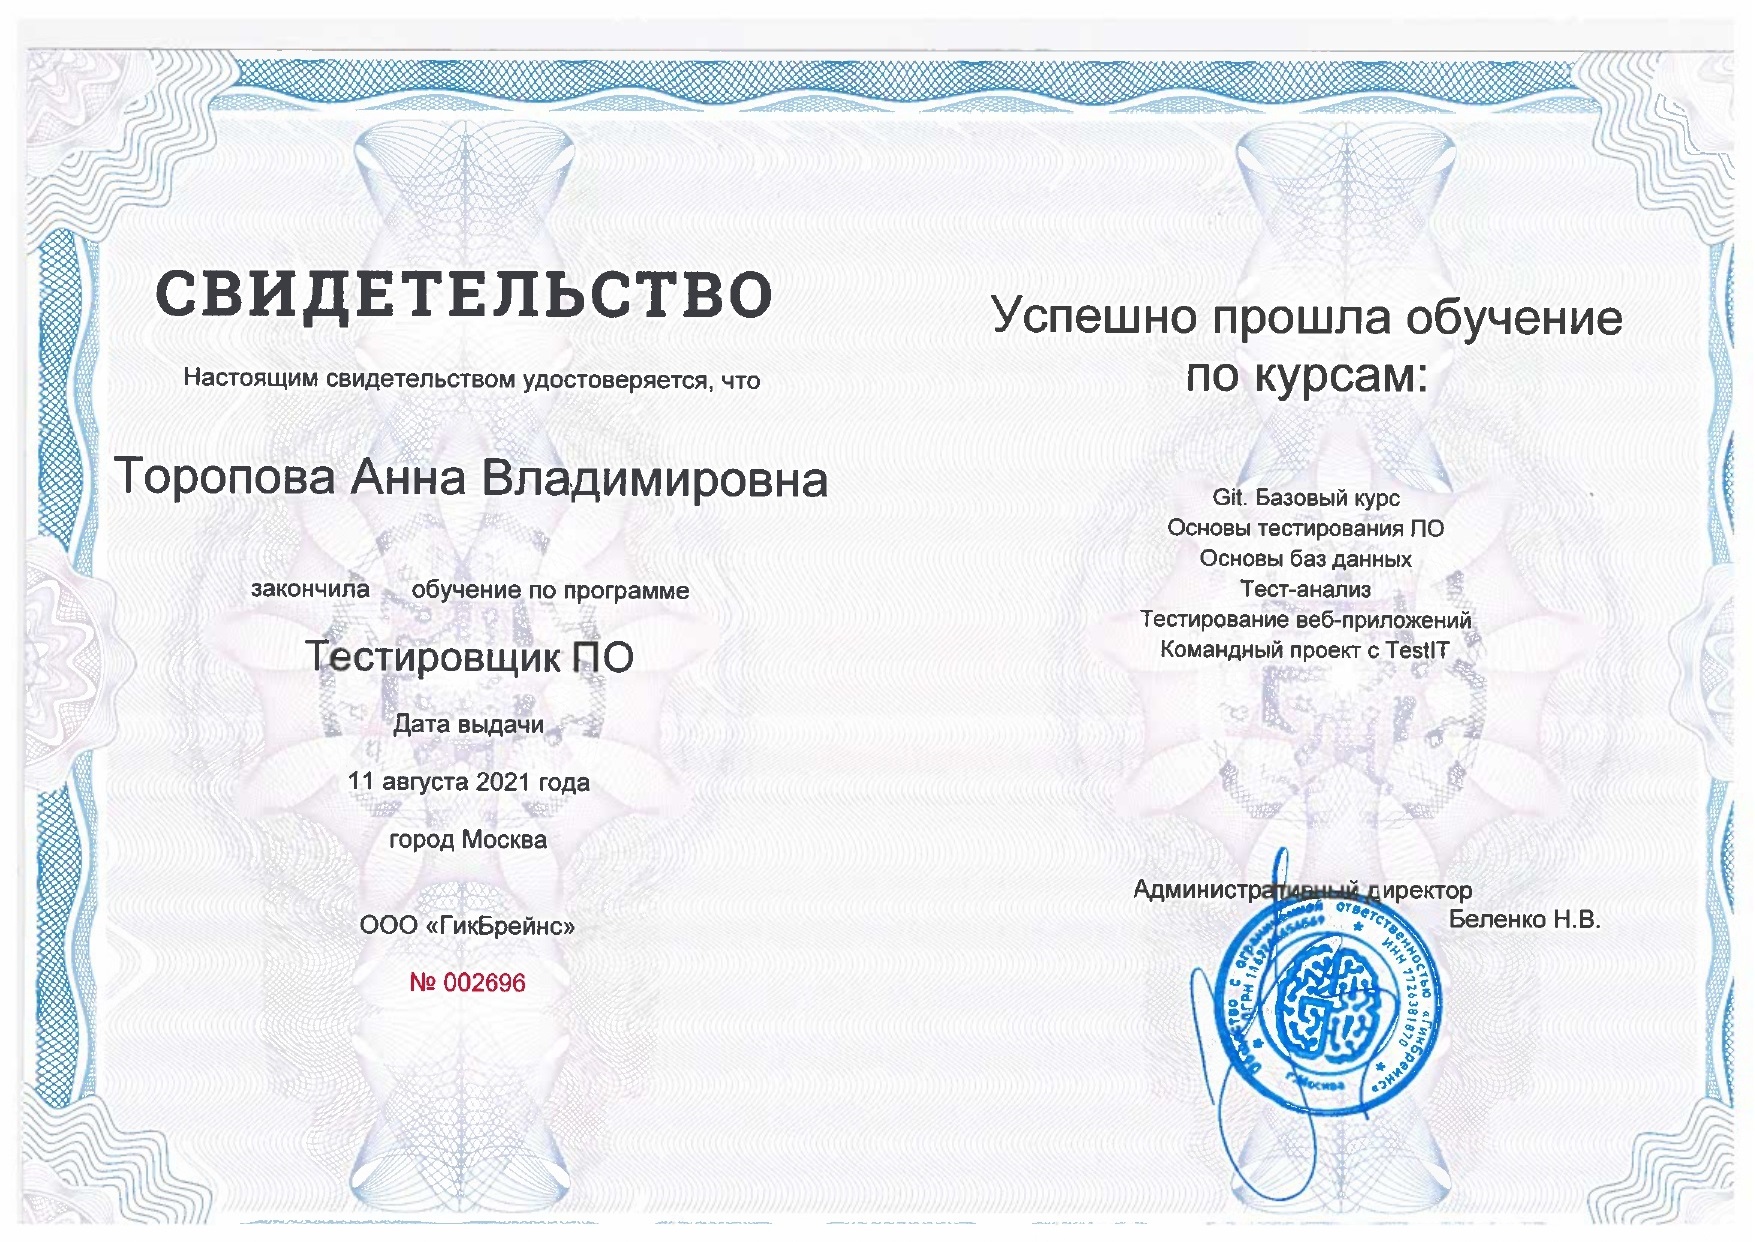 СВИДЕТЕЛЬСТВО
Настоящим свидетельством удостоверяется, что
Торопова Анна Владимировна
закончила обучение по программе
Тестировщик ПО
Дата выдачи
11 августа 2021 года
город Москва
ООО «ГикБрейнс»
№ 002696
Успешно прошла обучение
по курсам:
Git. Базовый курс
Основы тестирования ПО
Основы баз данных
Тест-анализ
Тестирование веб-приложений
Командный проект с TestIT
Административный директор
Беленко Н.В.
Общество с ограниченной ответственностью «ГикБрейнс»
ИНН 7726381870
ОГРН
г.Москва